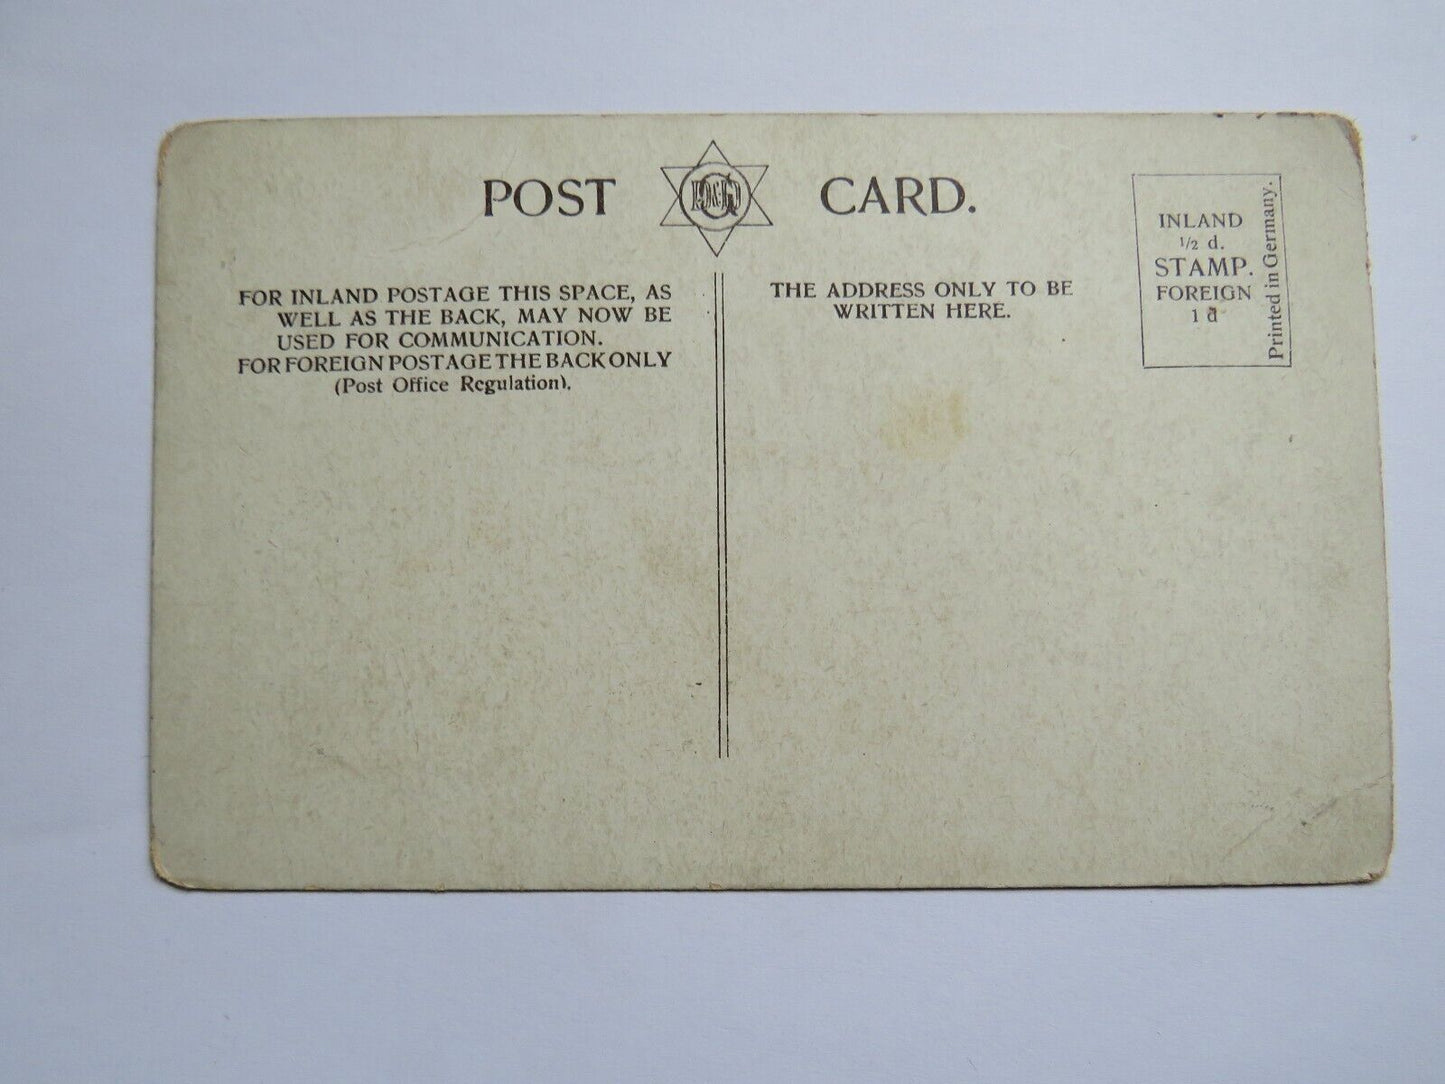 POST CARD.
FOR INLAND POSTAGE THIS SPACE, AS
WELL AS THE BACK, MAY NOW BE
USED FOR COMMUNICATION.
FOR FOREIGN POSTAGE THE BACK ONLY
(Post Office Regulation).
THE ADDRESS ONLY TO BE
WRITTEN HERE.
INLAND
½ d.
STAMP.
FOREIGN
1 d
Printed in Germany.